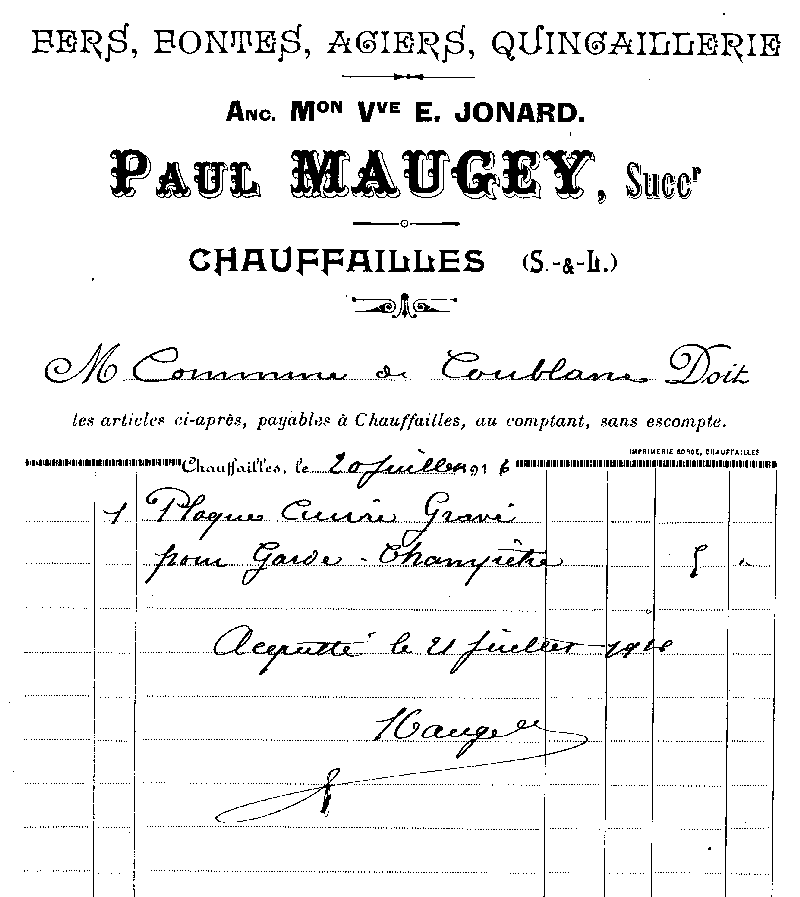 FERS, FONTES, ACIERS, QUINCAILLERIE
ANC. MON VVE E. JONARD.
PAUL MAUGEY, Succr
CHAUFFAILLES (S.-&-L.)
M Commune de Coublanc Doit
les articles ci-après, payables à Chauffailles, au comptant, sans escompte.
IMPRIMERIE BORDE, CHAUFFAILLES
Chauffailles, le 20 Juillet 1916
1 Plaque Cuivre Gravé
pour Garde-Champêtre 5 "
Acquitté le 21 Juillet 1916
Maugey